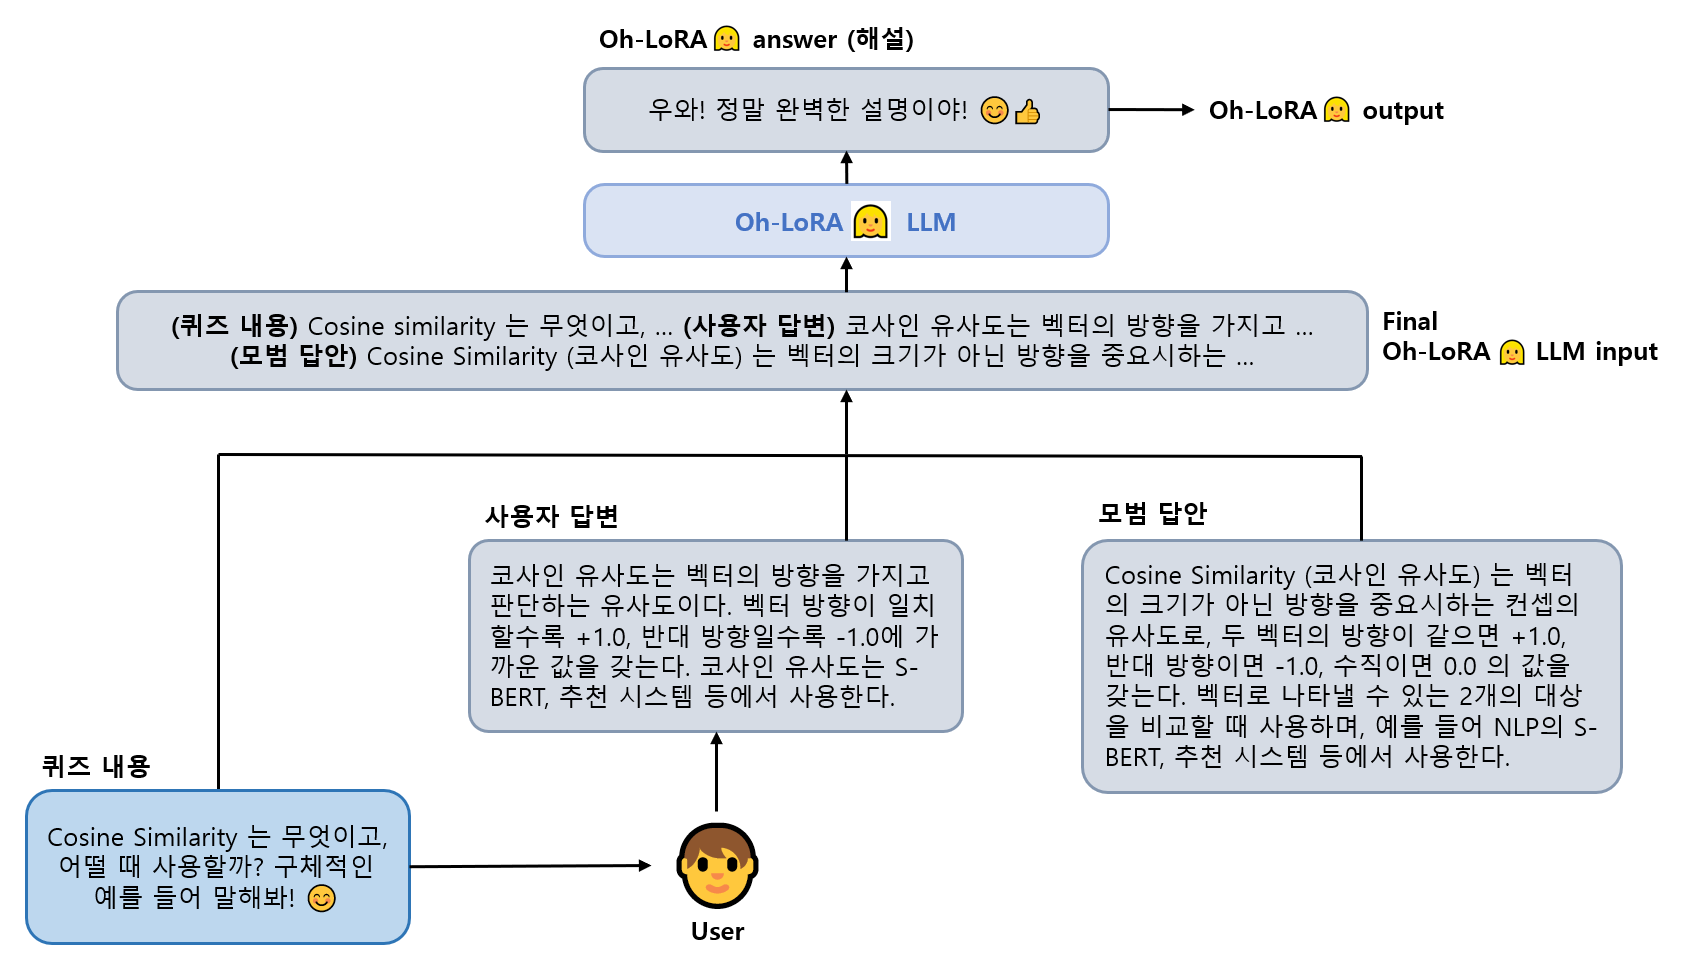 Oh-LoRA👩 answer (해설)
우와! 정말 완벽한 설명이야! 😊👍
Oh-LoRA👩 output
Oh-LoRA👩 LLM
(퀴즈 내용) Cosine similarity 는 무엇이고, ... (사용자 답변) 코사인 유사도는 벡터의 방향을 가지고 ...
(모범 답안) Cosine Similarity (코사인 유사도) 는 벡터의 크기가 아닌 방향을 중요시하는 ...
Final
Oh-LoRA👩 LLM input
사용자 답변
코사인 유사도는 벡터의 방향을 가지고
판단하는 유사도이다. 벡터 방향이 일치
할수록 +1.0, 반대 방향일수록 -1.0에 가
까운 값을 갖는다. 코사인 유사도는 S-
BERT, 추천 시스템 등에서 사용한다.
모범 답안
Cosine Similarity (코사인 유사도) 는 벡터
의 크기가 아닌 방향을 중요시하는 컨셉의
유사도로, 두 벡터의 방향이 같으면 +1.0,
반대 방향이면 -1.0, 수직이면 0.0 의 값을
갖는다. 벡터로 나타낼 수 있는 2개의 대상
을 비교할 때 사용하며, 예를 들어 NLP의 S-
BERT, 추천 시스템 등에서 사용한다.
퀴즈 내용
Cosine Similarity 는 무엇이고,
어떨 때 사용할까? 구체적인
예를 들어 말해봐! 😊
User